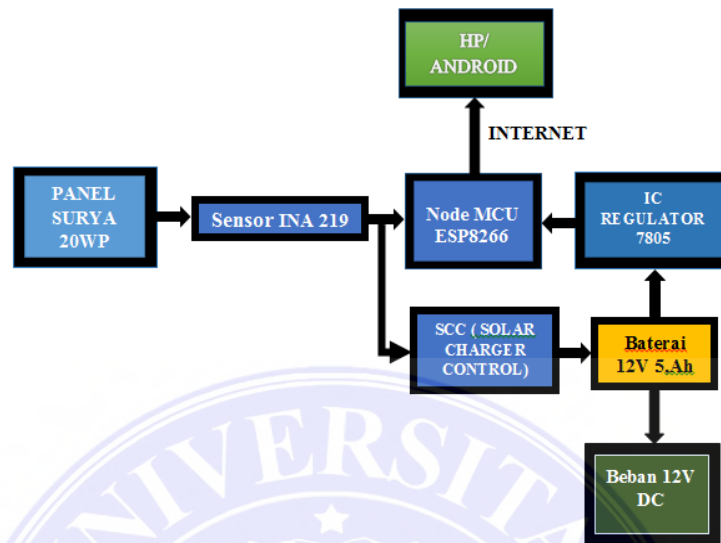 HP/
ANDROID
INTERNET
PANEL
SURYA
20WP
Sensor INA 219
Node MCU
ESP8266
IC
REGULATOR
7805
SCC ( SOLAR
CHARGER
CONTROL)
Baterai
12V 5,Ah
Beban 12V
DC
UNIVERSITA